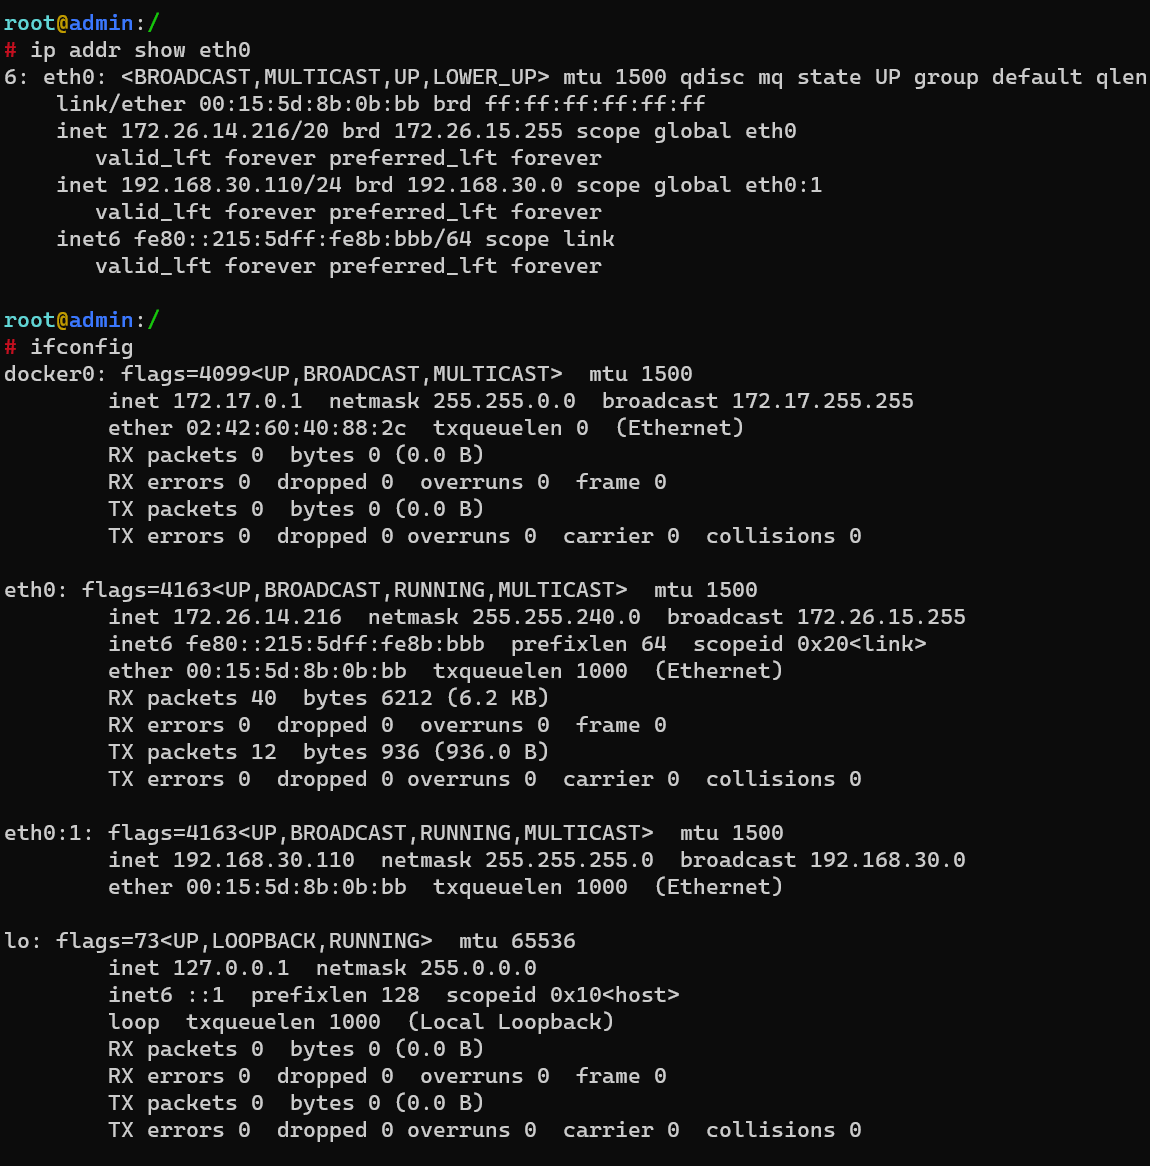 root@admin:/
# ip addr show eth0
6: eth0: <BROADCAST,MULTICAST,UP,LOWER_UP> mtu 1500 qdisc mq state UP group default qlen
    link/ether 00:15:5d:8b:0b:bb brd ff:ff:ff:ff:ff:ff
    inet 172.26.14.216/20 brd 172.26.15.255 scope global eth0
       valid_lft forever preferred_lft forever
    inet 192.168.30.110/24 brd 192.168.30.0 scope global eth0:1
       valid_lft forever preferred_lft forever
    inet6 fe80::215:5dff:fe8b:bbb/64 scope link
       valid_lft forever preferred_lft forever

root@admin:/
# ifconfig
docker0: flags=4099<UP,BROADCAST,MULTICAST>  mtu 1500
        inet 172.17.0.1  netmask 255.255.0.0  broadcast 172.17.255.255
        ether 02:42:60:40:88:2c  txqueuelen 0  (Ethernet)
        RX packets 0  bytes 0 (0.0 B)
        RX errors 0  dropped 0  overruns 0  frame 0
        TX packets 0  bytes 0 (0.0 B)
        TX errors 0  dropped 0 overruns 0  carrier 0  collisions 0

eth0: flags=4163<UP,BROADCAST,RUNNING,MULTICAST>  mtu 1500
        inet 172.26.14.216  netmask 255.255.240.0  broadcast 172.26.15.255
        inet6 fe80::215:5dff:fe8b:bbb  prefixlen 64  scopeid 0x20<link>
        ether 00:15:5d:8b:0b:bb  txqueuelen 1000  (Ethernet)
        RX packets 40  bytes 6212 (6.2 KB)
        RX errors 0  dropped 0  overruns 0  frame 0
        TX packets 12  bytes 936 (936.0 B)
        TX errors 0  dropped 0 overruns 0  carrier 0  collisions 0

eth0:1: flags=4163<UP,BROADCAST,RUNNING,MULTICAST>  mtu 1500
        inet 192.168.30.110  netmask 255.255.255.0  broadcast 192.168.30.0
        ether 00:15:5d:8b:0b:bb  txqueuelen 1000  (Ethernet)

lo: flags=73<UP,LOOPBACK,RUNNING>  mtu 65536
        inet 127.0.0.1  netmask 255.0.0.0
        inet6 ::1  prefixlen 128  scopeid 0x10<host>
        loop  txqueuelen 1000  (Local Loopback)
        RX packets 0  bytes 0 (0.0 B)
        RX errors 0  dropped 0  overruns 0  frame 0
        TX packets 0  bytes 0 (0.0 B)
        TX errors 0  dropped 0 overruns 0  carrier 0  collisions 0